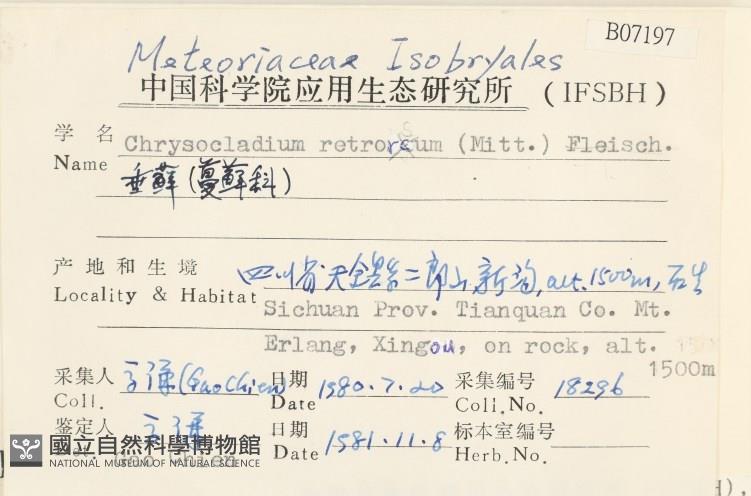 B07197
Meteoriaceae Isobryales
中国科学院应用生态研究所 (IFSBH)
学名 Chrysocladium retrorsum (Mitt.) Fleisch.
Name 垂藓(蔓藓科)
产地和生境 四川省天全县二郎山,新沟,alt.1500m,石生
Locality & Habitat Sichuan Prov. Tianquan Co. Mt.
Erlang, Xingou, on rock, alt.
1500m
采集人 高谦(Gao Chien) 日期 1980.7.20 采集编号 18296
Coll. Date Coll.No.
鉴定人 高谦 日期 1981.11.8 标本室编号
Gao Chien Date Herb.No.
國立自然科學博物館
NATIONAL MUSEUM OF NATURAL SCIENCE
H).